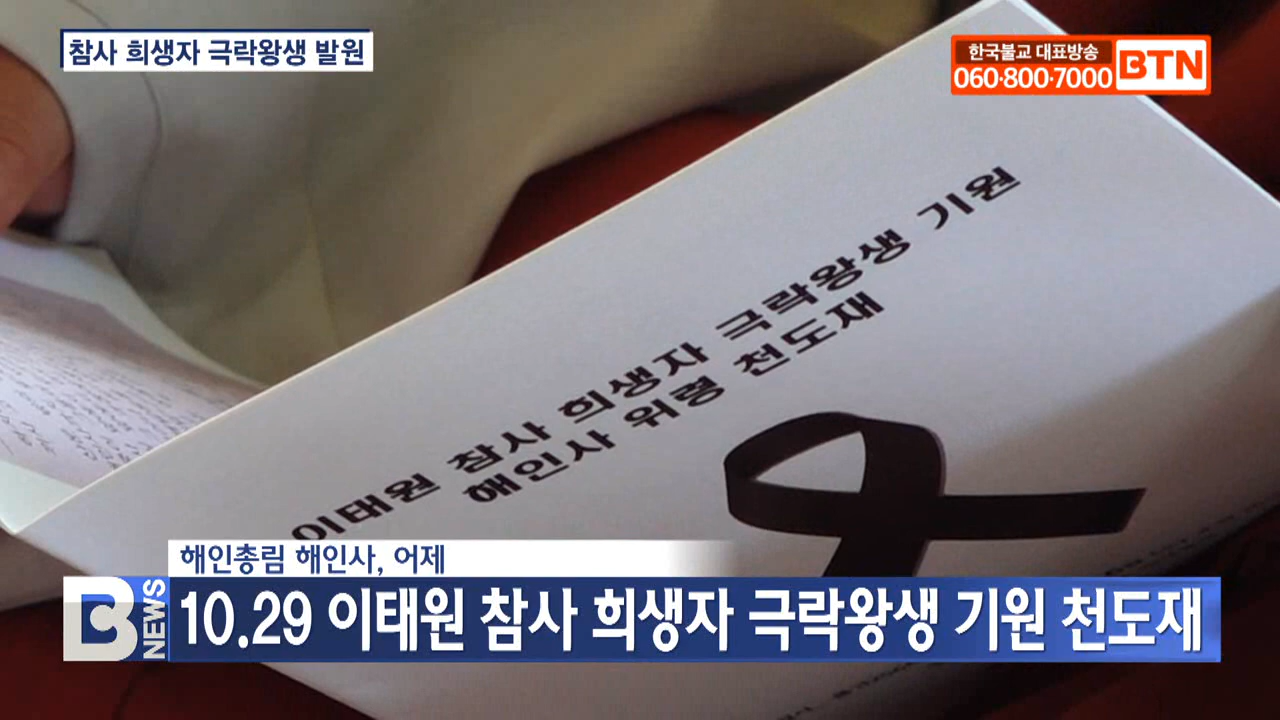 참사 희생자 극락왕생 발원
한국불교 대표방송
060·800·7000
BTN
이태원 참사 희생자 극락왕생 기원
해인사 위령 천도재
해인총림 해인사, 어제
B NEWS
10.29 이태원 참사 희생자 극락왕생 기원 천도재